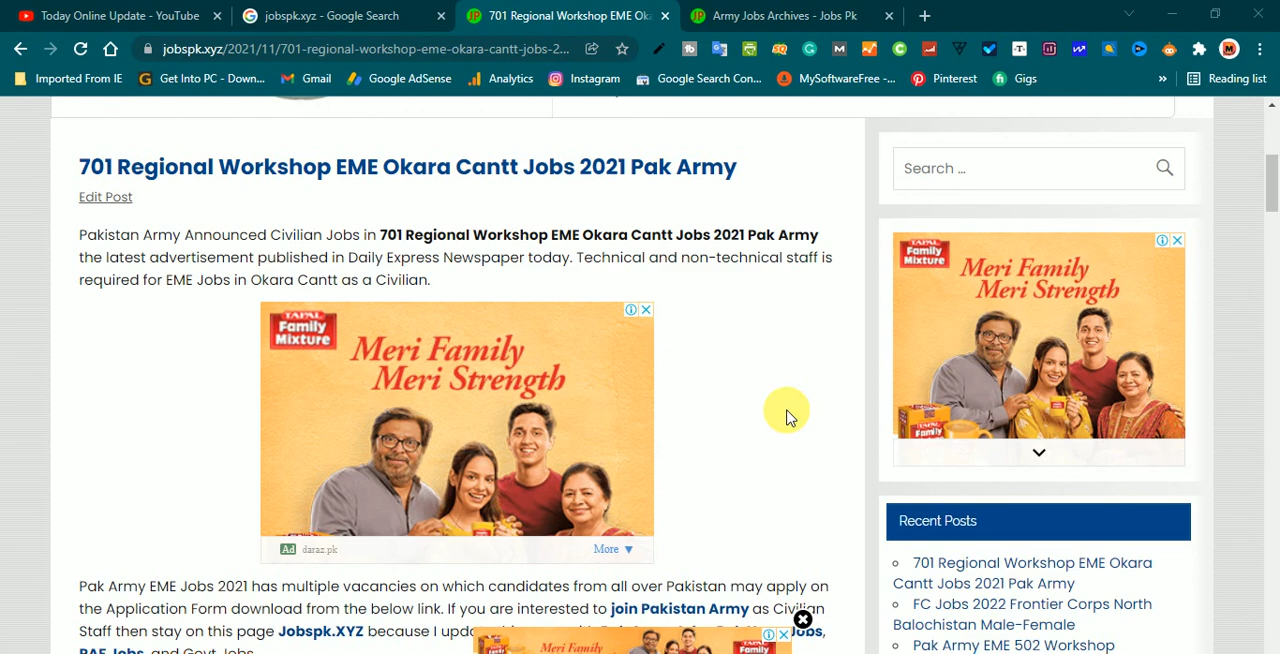 Today Online Update - YouTube
jobspk.xyz - Google Search
701 Regional Workshop EME Oka
Army Jobs Archives - Jobs Pk
jobspk.xyz/2021/11/701-regional-workshop-eme-okara-cantt-jobs-2...
Imported From IE
Get Into PC - Down...
Gmail
Google AdSense
Analytics
Instagram
Google Search Con...
MySoftwareFree -...
Pinterest
Gigs
»
Reading list
701 Regional Workshop EME Okara Cantt Jobs 2021 Pak Army
Edit Post
Pakistan Army Announced Civilian Jobs in 701 Regional Workshop EME Okara Cantt Jobs 2021 Pak Army
the latest advertisement published in Daily Express Newspaper today. Technical and non-technical staff is
required for EME Jobs in Okara Cantt as a Civilian.
TAPAL
Family
Mixture
Meri Family
Meri Strength
Ad daraz.pk
More
Pak Army EME Jobs 2021 has multiple vacancies on which candidates from all over Pakistan may apply on
the Application Form download from the below link. If you are interested to join Pakistan Army as Civilian
Staff then stay on this page Jobspk.XYZ because I upd
PAF Jobs, and Govt Jobs.
TAPAL
Meri Family
Search ...
TAPAL
Family
Mixture
Meri Family
Meri Strength
Recent Posts
701 Regional Workshop EME Okara
Cantt Jobs 2021 Pak Army
FC Jobs 2022 Frontier Corps North
Balochistan Male-Female
Pak Army EME 502 Workshop